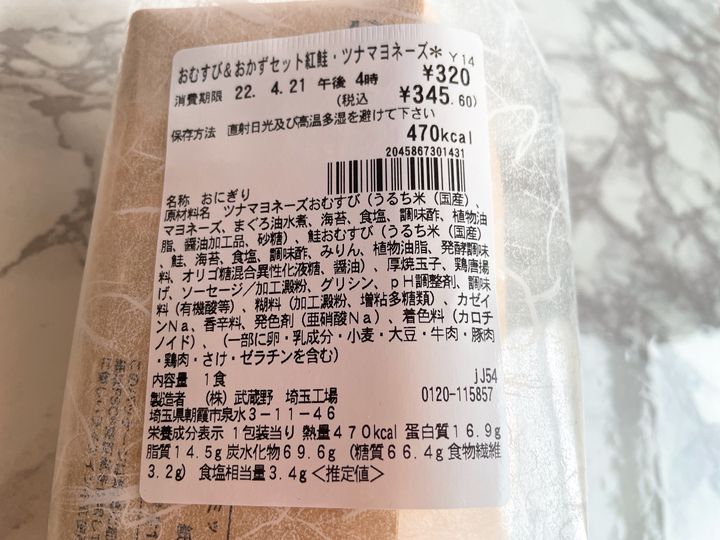 おむすび&おかずセット紅鮭・ツナマヨネーズ* Y14
消費期限 22. 4.21 午後 4時 ¥320
(税込 ¥345.60)
保存方法 直射日光及び高温多湿を避けて下さい
470kcal
2045867301431
名称 おにぎり
原材料名 ツナマヨネーズおむすび(うるち米(国産)、
マヨネーズ、まぐろ油水煮、海苔、食塩、調味酢、植物油
脂、醤油加工品、砂糖)、鮭おむすび(うるち米(国産)
、鮭、海苔、食塩、調味酢、みりん、植物油脂、発酵調味
料、オリゴ糖混合異性化液糖、醤油)、厚焼玉子、鶏唐揚
げ、ソーセージ/加工澱粉、グリシン、pH調整剤、調味
料(有機酸等)、糊料(加工澱粉、増粘多糖類)、カゼイ
ンNa、香辛料、発色剤(亜硝酸Na)、着色料(カロチ
ノイド)、(一部に卵・乳成分・小麦・大豆・牛肉・豚肉
・鶏肉・さけ・ゼラチンを含む)
内容量 1食 jJ54
製造者 (株)武蔵野 埼玉工場 0120-115857
埼玉県朝霞市泉水3-11-46
栄養成分表示 1包装当り 熱量470kcal 蛋白質16.9g
脂質14.5g 炭水化物69.6g (糖質66.4g 食物繊維
3.2g) 食塩相当量3.4g<推定値>